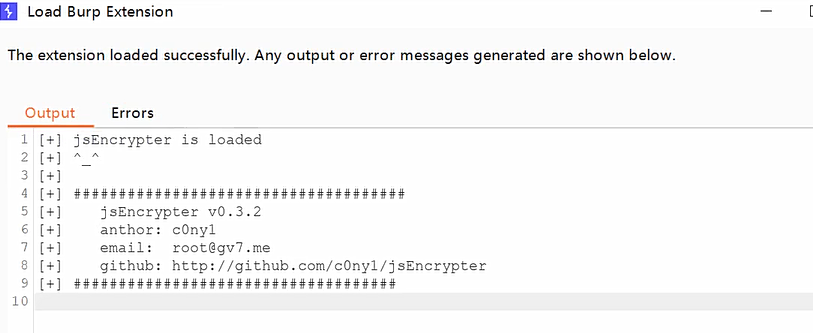 Load Burp Extension
The extension loaded successfully. Any output or error messages generated are shown below.
Output Errors
1 [+] jsEncrypter is loaded
2 [+] ^_^
3 [+]
4 [+] #####################################
5 [+]    jsEncrypter v0.3.2
6 [+]    anthor: c0ny1
7 [+]    email:  root@gv7.me
8 [+]    github: http://github.com/c0ny1/jsEncrypter
9 [+] ####################################
10